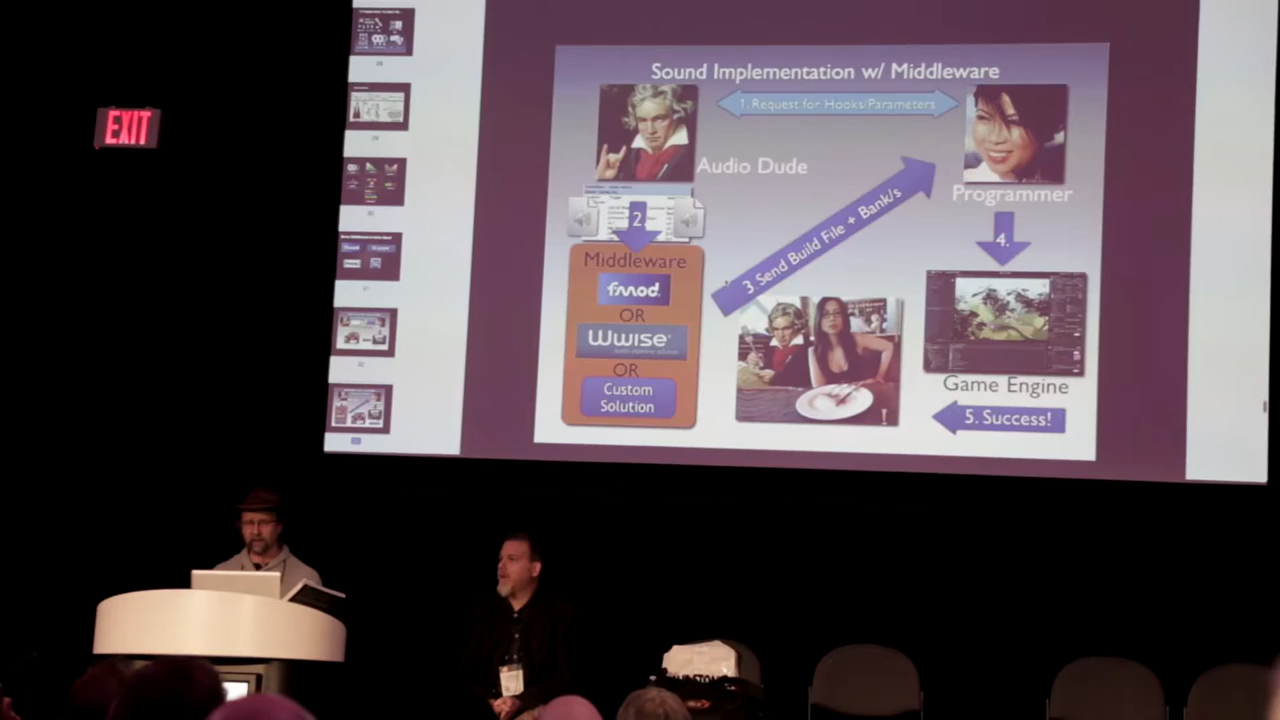 EXIT
Sound Implementation w/ Middleware
1. Request for Hooks/Parameters
Audio Dude
Programmer
2.
3. Send Build File + Bank/s
4.
Middleware
fmod
OR
Wwise
OR
Custom
Solution
Game Engine
5. Success!